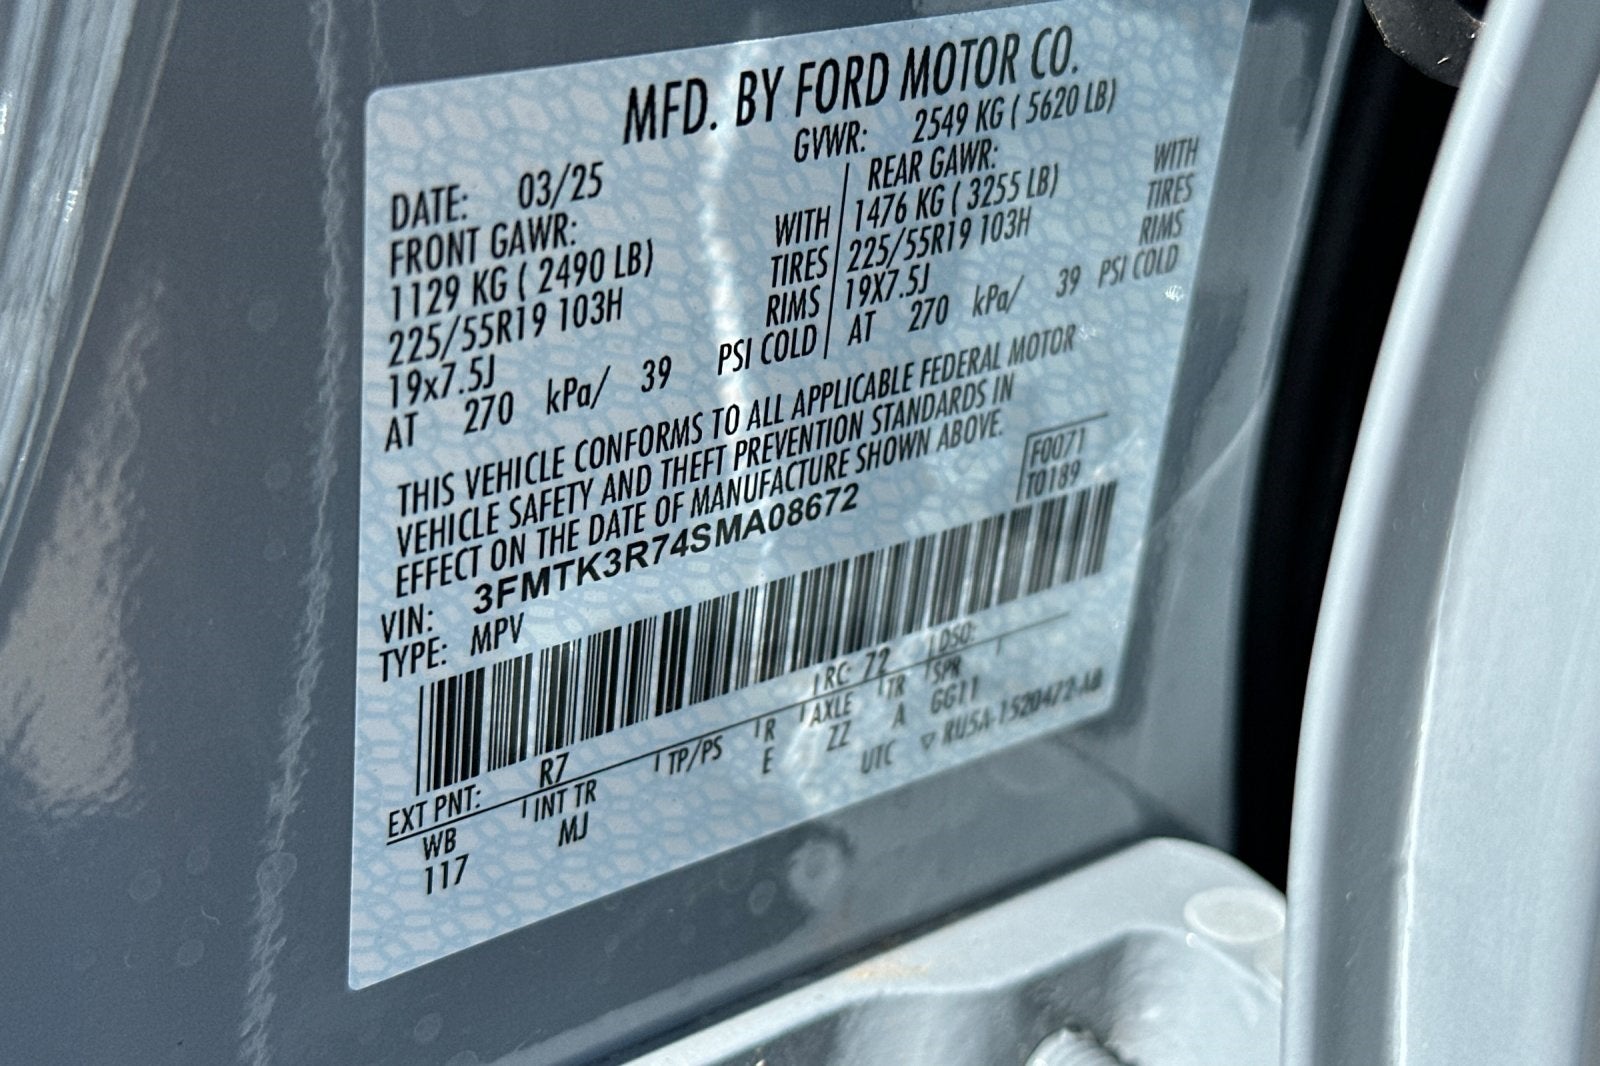 MFD. BY FORD MOTOR CO.
DATE: 03/25 GVWR: 2549 KG ( 5620 LB)
FRONT GAWR: REAR GAWR:
1129 KG ( 2490 LB) WITH 1476 KG ( 3255 LB) WITH
225/55R19 103H TIRES 225/55R19 103H TIRES
19x7.5J RIMS 19X7.5J RIMS
AT 270 kPa/ 39 PSI COLD AT 270 kPa/ 39 PSI COLD
THIS VEHICLE CONFORMS TO ALL APPLICABLE FEDERAL MOTOR
VEHICLE SAFETY AND THEFT PREVENTION STANDARDS IN
EFFECT ON THE DATE OF MANUFACTURE SHOWN ABOVE.
VIN: 3FMTK3R74SMA08672 F0071
TYPE: MPV T0189
EXT PNT: R7 RC: 72 DSO:
WB INT TR TP/PS R AXLE TR SPR
117 MJ E ZZ A GG11
UTC ▽ RU5A-1520472-AB